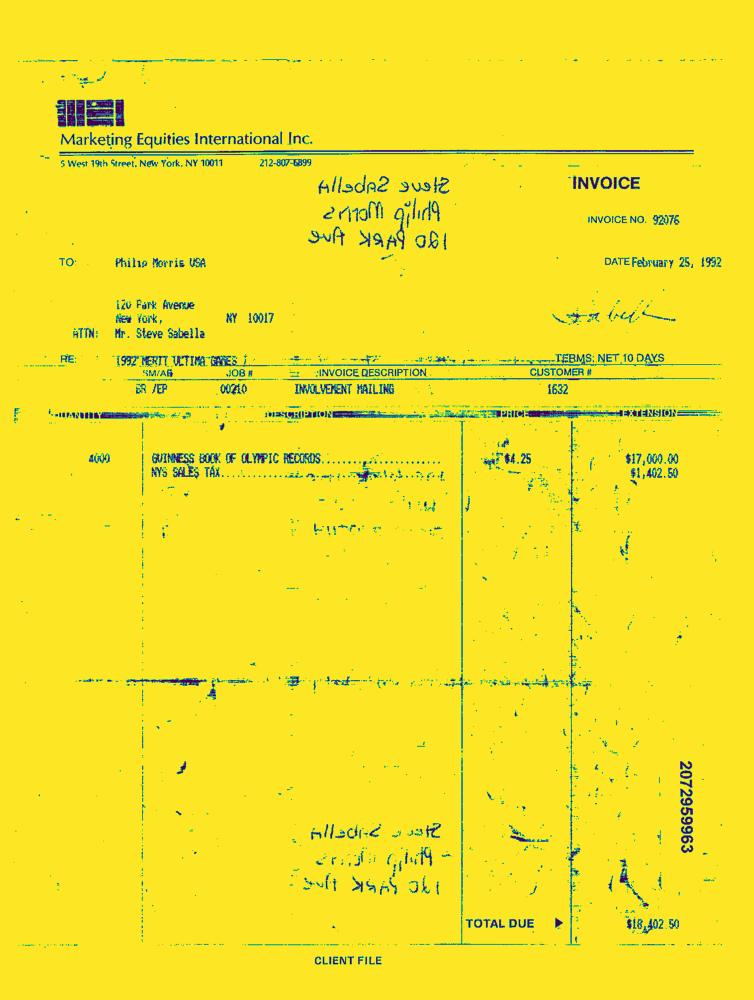 MEI
Marketing Equities International Inc.
5 West 19th Street, New York, NY 10011 212-807-6899
Steve Sabella
Philip Morris
120 PARK Ave
INVOICE
INVOICE NO. 92076
TO: Philip Morris USA DATE February 25, 1992
120 Park Avenue
New York, NY 10017
ATTN: Mr. Steve Sabella
RE: 1992 MERIT ULTIMA GAMES TERMS: NET 10 DAYS
SM/AB JOB # INVOICE DESCRIPTION CUSTOMER #
BR /EP 00210 INVOLVEMENT MAILING 1632
QUANTITY DESCRIPTION PRICE EXTENSION
4000 GUINNESS BOOK OF OLYMPIC RECORDS...................... $4.25 $17,000.00
NYS SALES TAX........................................ $1,402.50
2072959963
Steve Sabella
Philip Morris
120 PARK Ave
TOTAL DUE ▶ $18,402.50
CLIENT FILE